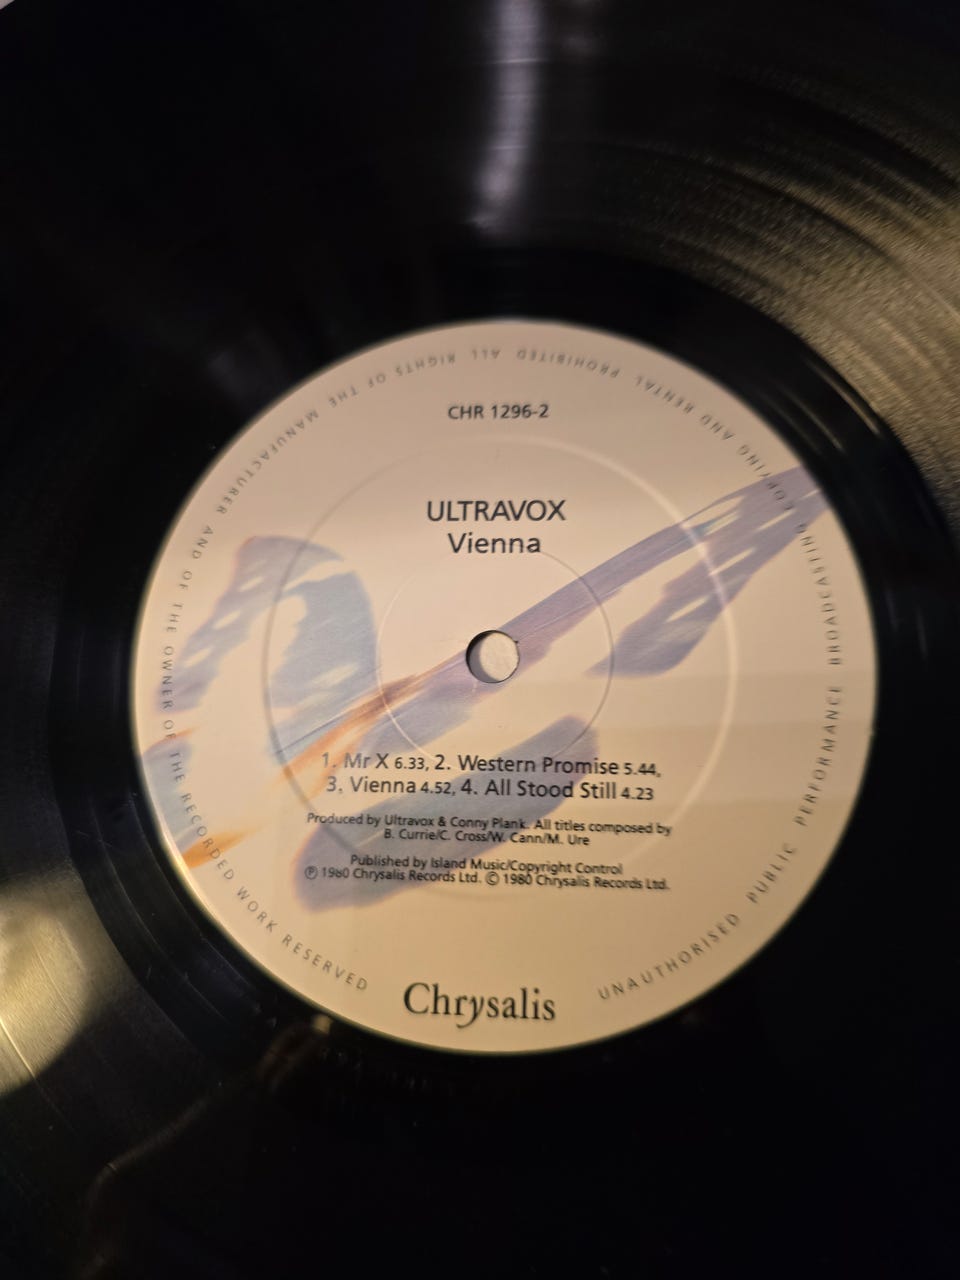 CHR 1296-2
ULTRAVOX
Vienna
1. Mr X 6.33, 2. Western Promise 5.44,
3. Vienna 4.52, 4. All Stood Still 4.23
Produced by Ultravox & Conny Plank. All titles composed by
B. Currie/C. Cross/W. Cann/M. Ure
Published by Island Music/Copyright Control
Ⓟ 1980 Chrysalis Records Ltd. © 1980 Chrysalis Records Ltd.
Chrysalis
UNAUTHORISED PUBLIC PERFORMANCE BROADCASTING COPYING AND RENTAL PROHIBITED ALL RIGHTS OF THE MANUFACTURER AND OF THE OWNER OF THE RECORDED WORK RESERVED